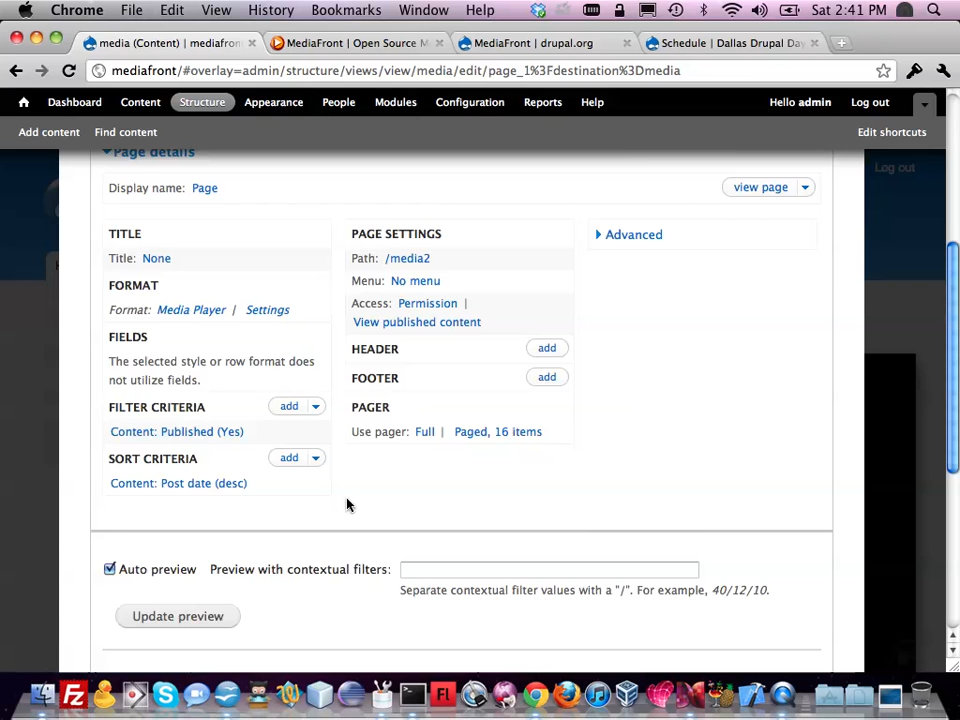 Chrome File Edit View History Bookmarks Window Help Sat 2:41 PM
media (Content) | mediafron MediaFront | Open Source M MediaFront | drupal.org Schedule | Dallas Drupal Day
mediafront/#overlay=admin/structure/views/view/media/edit/page_1%3Fdestination%3Dmedia
Dashboard Content Structure Appearance People Modules Configuration Reports Help Hello admin Log out
Add content Find content Edit shortcuts
Page details
Log out
Display name: Page view page
TITLE
Title: None
FORMAT
Format: Media Player | Settings
FIELDS
The selected style or row format does
not utilize fields.
FILTER CRITERIA add
Content: Published (Yes)
SORT CRITERIA add
Content: Post date (desc)
PAGE SETTINGS
Path: /media2
Menu: No menu
Access: Permission |
View published content
HEADER add
FOOTER add
PAGER
Use pager: Full | Paged, 16 items
Advanced
Auto preview Preview with contextual filters:
Separate contextual filter values with a "/". For example, 40/12/10.
Update preview